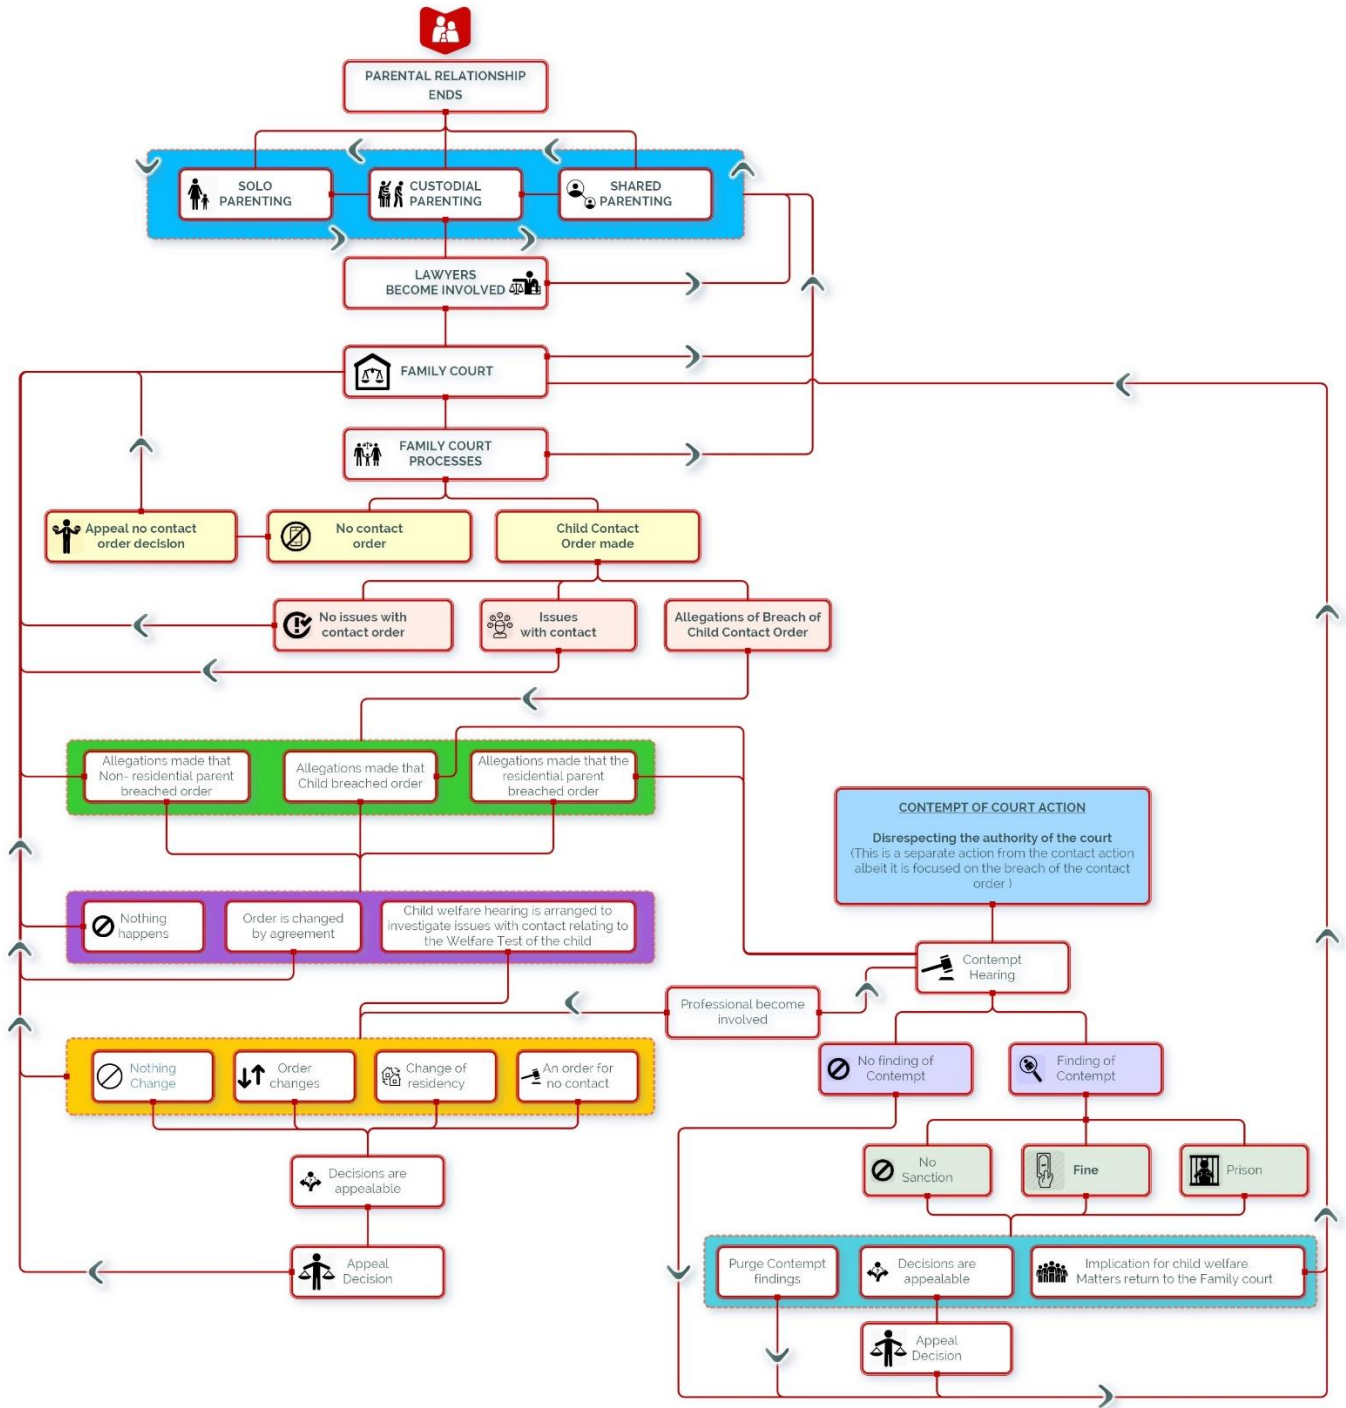 PARENTAL RELATIONSHIP
ENDS
SOLO
PARENTING
CUSTODIAL
PARENTING
SHARED
PARENTING
LAWYERS
BECOME INVOLVED
FAMILY COURT
FAMILY COURT
PROCESSES
Appeal no contact
order decision
No contact
order
Child Contact
Order made
No issues with
contact order
Issues
with contact
Allegations of Breach of
Child Contact Order
Allegations made that
Non- residential parent
breached order
Allegations made that
Child breached order
Allegations made that the
residential parent
breached order
CONTEMPT OF COURT ACTION
Disrespecting the authority of the court
(This is a separate action from the contact action
albeit it is focused on the breach of the contact
order )
Nothing
happens
Order is changed
by agreement
Child welfare hearing is arranged to
investigate issues with contact relating to
the Welfare Test of the child
Contempt
Hearing
Professional become
involved
Nothing
Change
Order
changes
Change of
residency
An order for
no contact
No finding of
Contempt
Finding of
Contempt
Decisions are
appealable
No
Sanction
Fine
Prison
Appeal
Decision
Purge Contempt
findings
Decisions are
appealable
Implication for child welfare.
Matters return to the Family court
Appeal
Decision